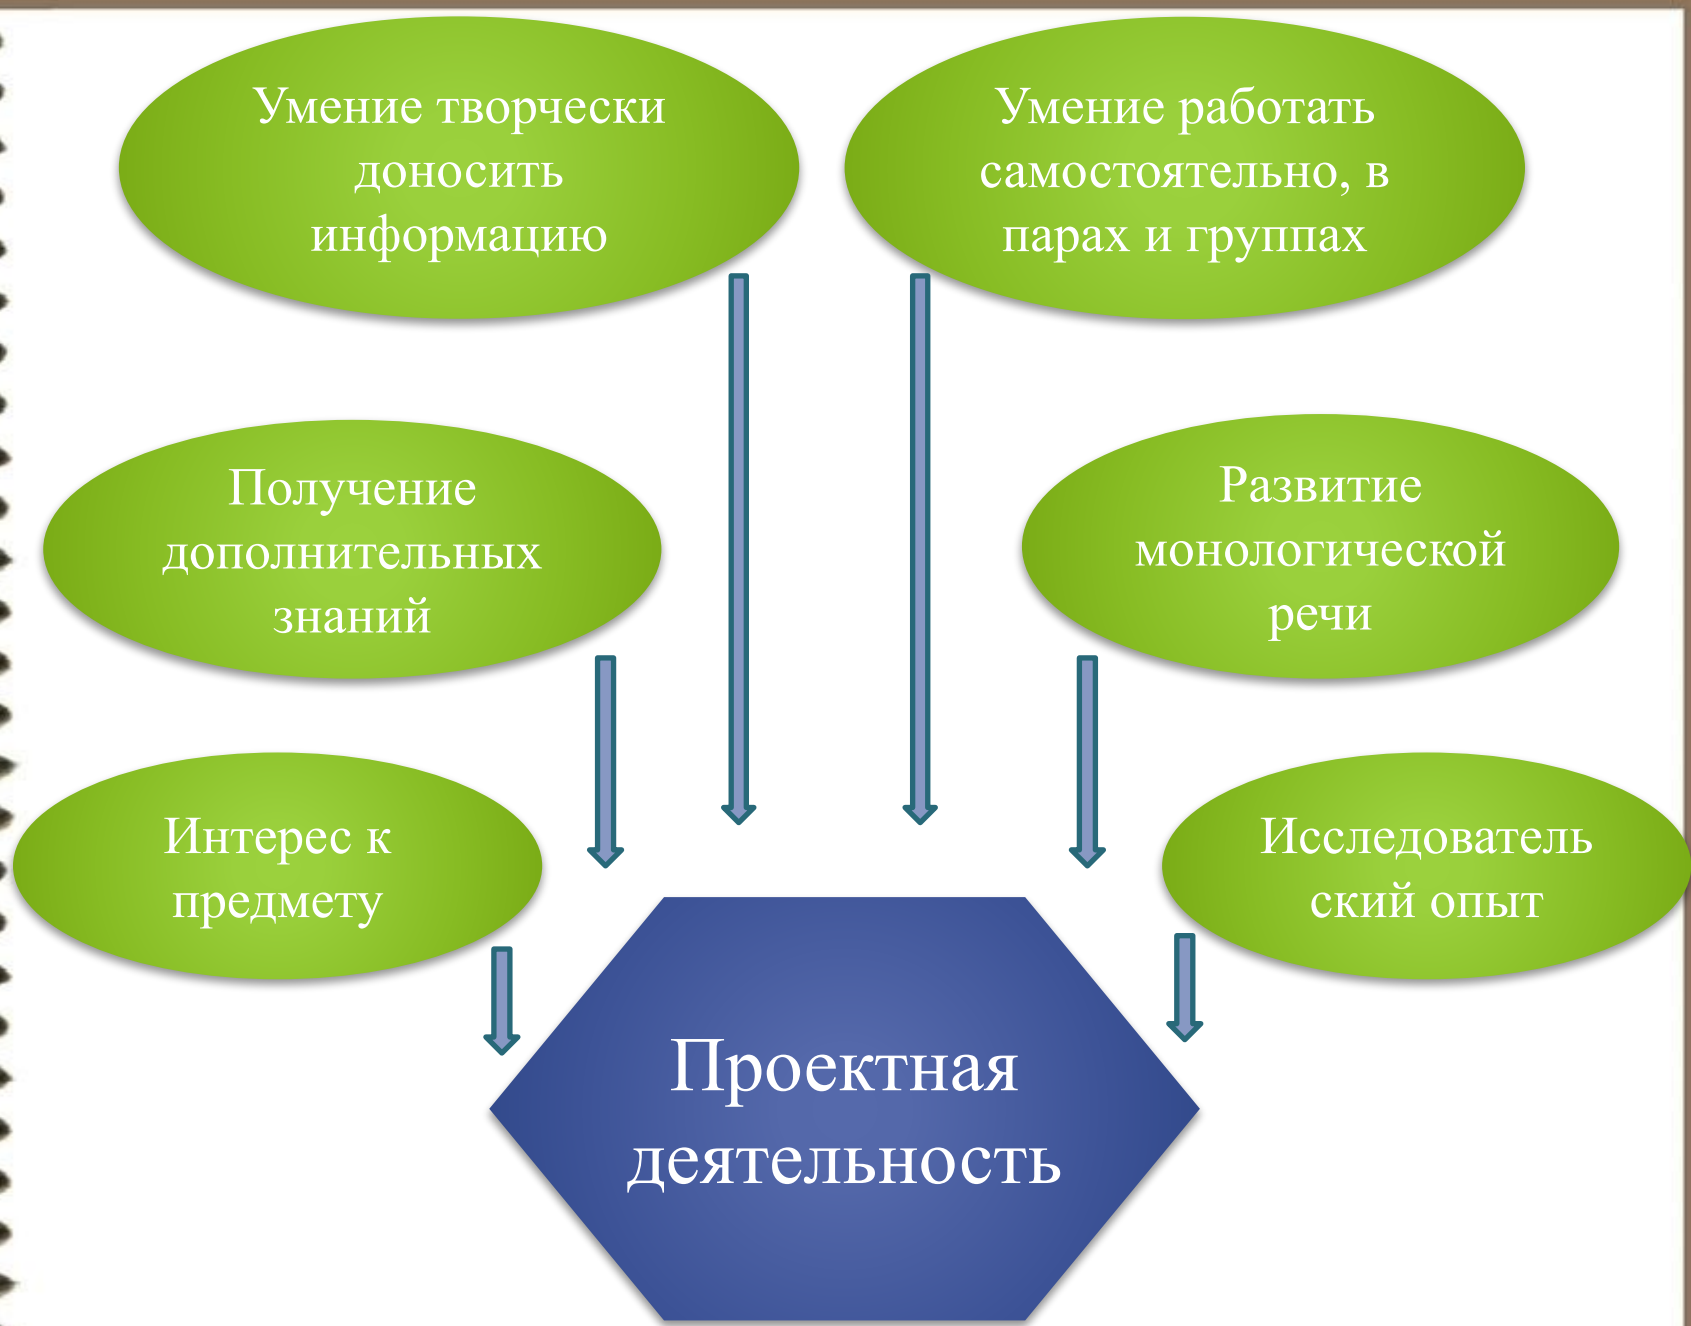 Умение творчески
доносить
информацию
Умение работать
самостоятельно, в
парах и группах
Получение
дополнительных
знаний
Развитие
монологической
речи
Интерес к
предмету
Исследователь
ский опыт
Проектная
деятельность